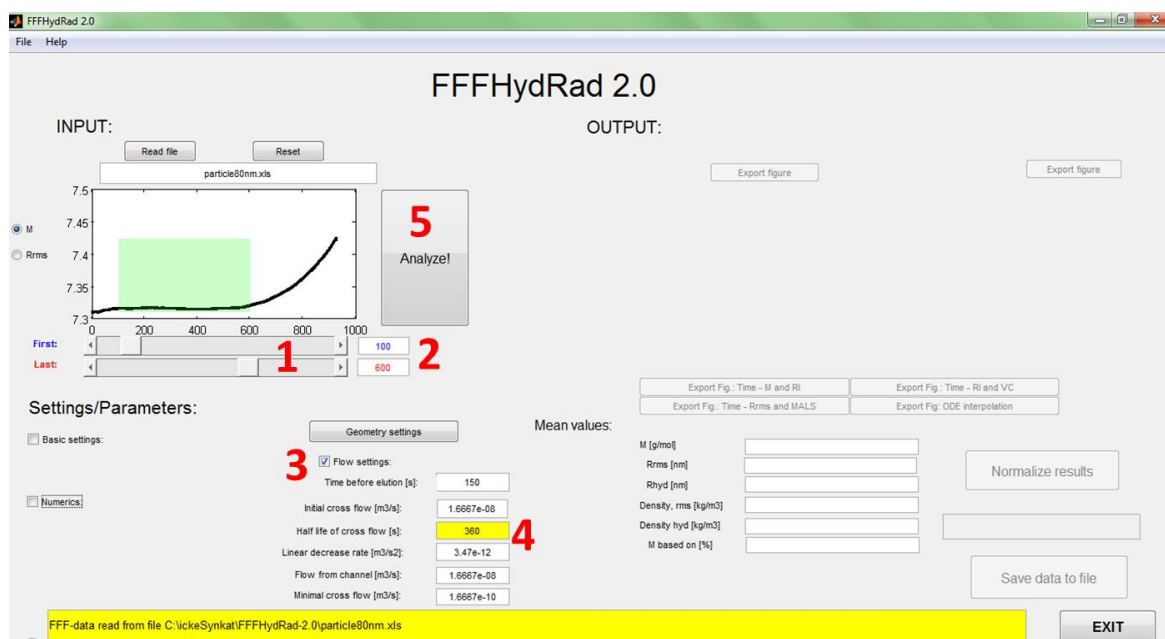 FFFHydRad 2.0
File Help
FFFHydRad 2.0
INPUT:
OUTPUT:
Read file
Reset
Export figure
Export figure
particle80nm.xls
7.5
7.45
7.4
7.35
7.3
0 200 400 600 800 1000
M
Rrms
5
Analyze!
First:
100
Last:
600
1
2
Settings/Parameters:
Basic settings:
Numerics:
Geometry settings
3
Flow settings:
Time before elution [s]: 150
Initial cross flow [m3/s]: 1.6667e-08
Half life of cross flow [s]: 360
4
Linear decrease rate [m3/s2]: 3.47e-12
Flow from channel [m3/s]: 1.6667e-08
Minimal cross flow [m3/s]: 1.6667e-10
Export Fig.: Time - M and RI
Export Fig.: Time - RI and VC
Export Fig.: Time - Rrms and MALS
Export Fig: ODE interpolation
Mean values:
M [g/mol]
Rrms [nm]
Rhyd [nm]
Density, rms [kg/m3]
Density hyd [kg/m3]
M based on [%]
Normalize results
Save data to file
FFF-data read from file C:\ickeSynkat\FFFHydRad-2.0\particle80nm.xls
EXIT